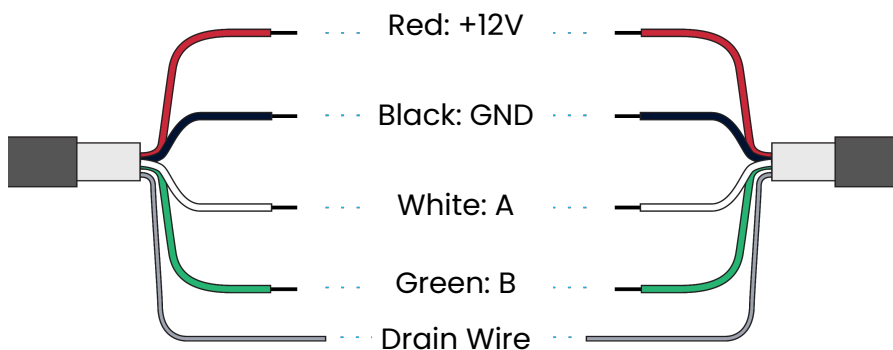 Red: +12V
Black: GND
White: A
Green: B
Drain Wire